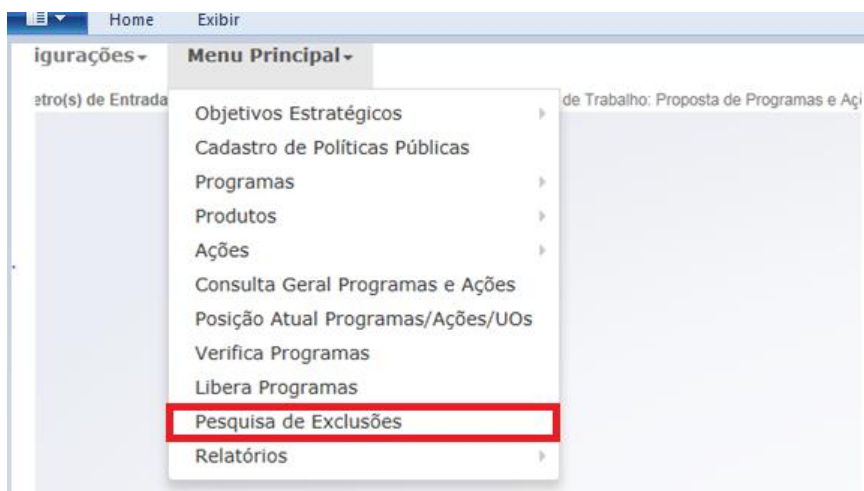 Home Exibir
igurações Menu Principal
etro(s) de Entrada de Trabalho: Proposta de Programas e Aç
Objetivos Estratégicos
Cadastro de Políticas Públicas
Programas
Produtos
Ações
Consulta Geral Programas e Ações
Posição Atual Programas/Ações/UOs
Verifica Programas
Libera Programas
Pesquisa de Exclusões
Relatórios